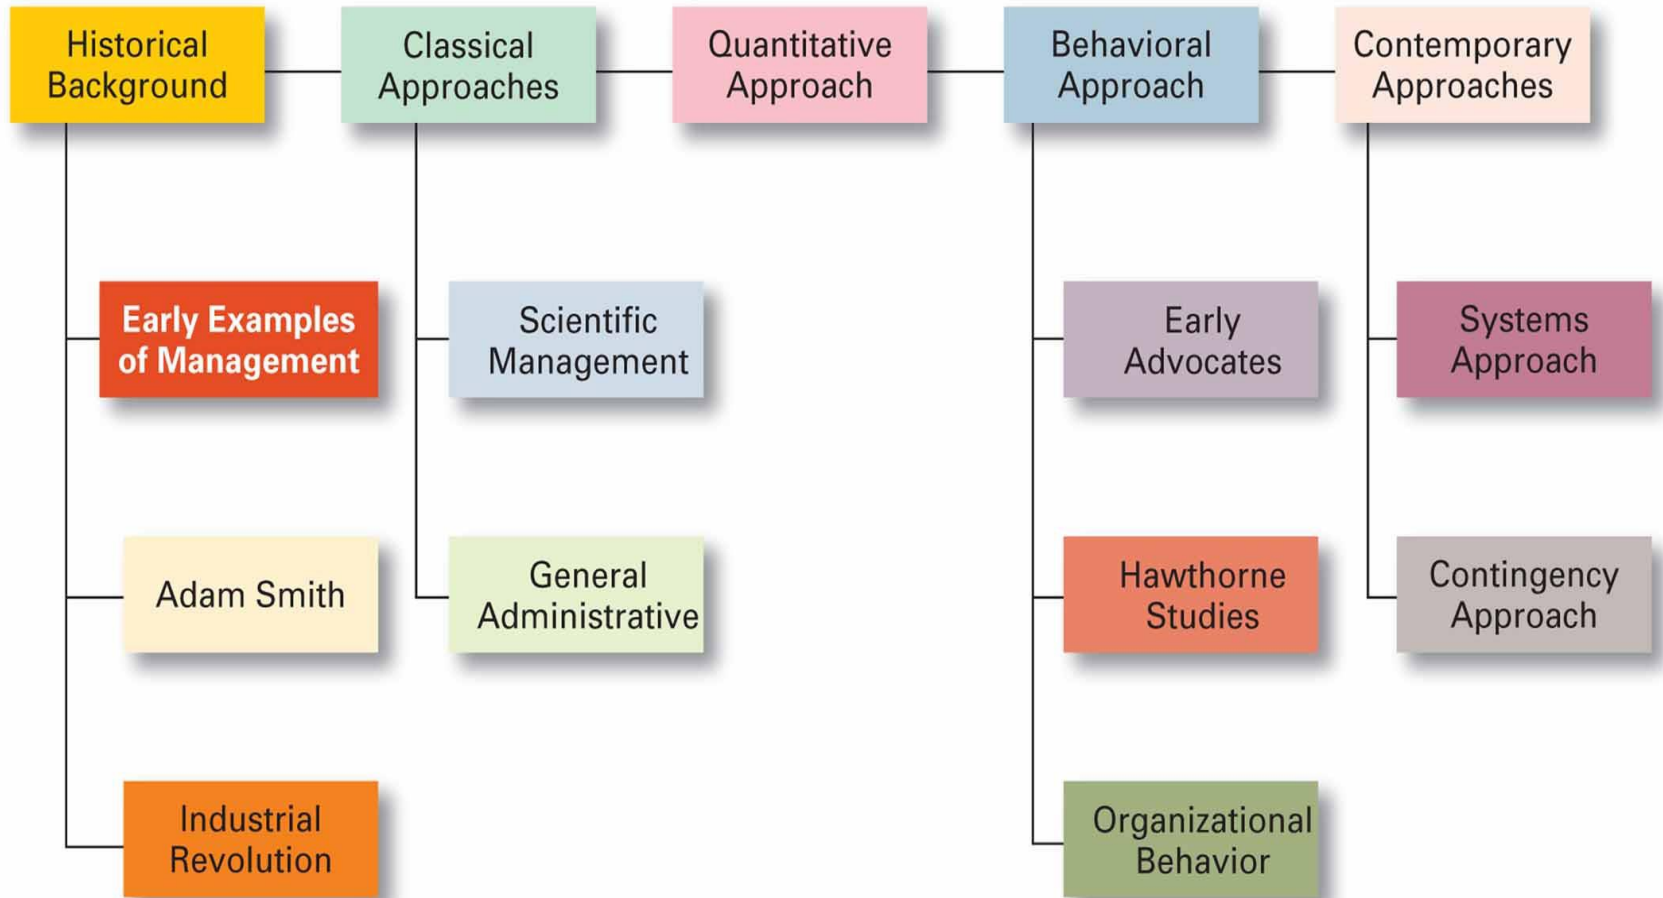 Historical
Background
Classical
Approaches
Quantitative
Approach
Behavioral
Approach
Contemporary
Approaches
Early Examples
of Management
Scientific
Management
Early
Advocates
Systems
Approach
Adam Smith
General
Administrative
Hawthorne
Studies
Contingency
Approach
Industrial
Revolution
Organizational
Behavior